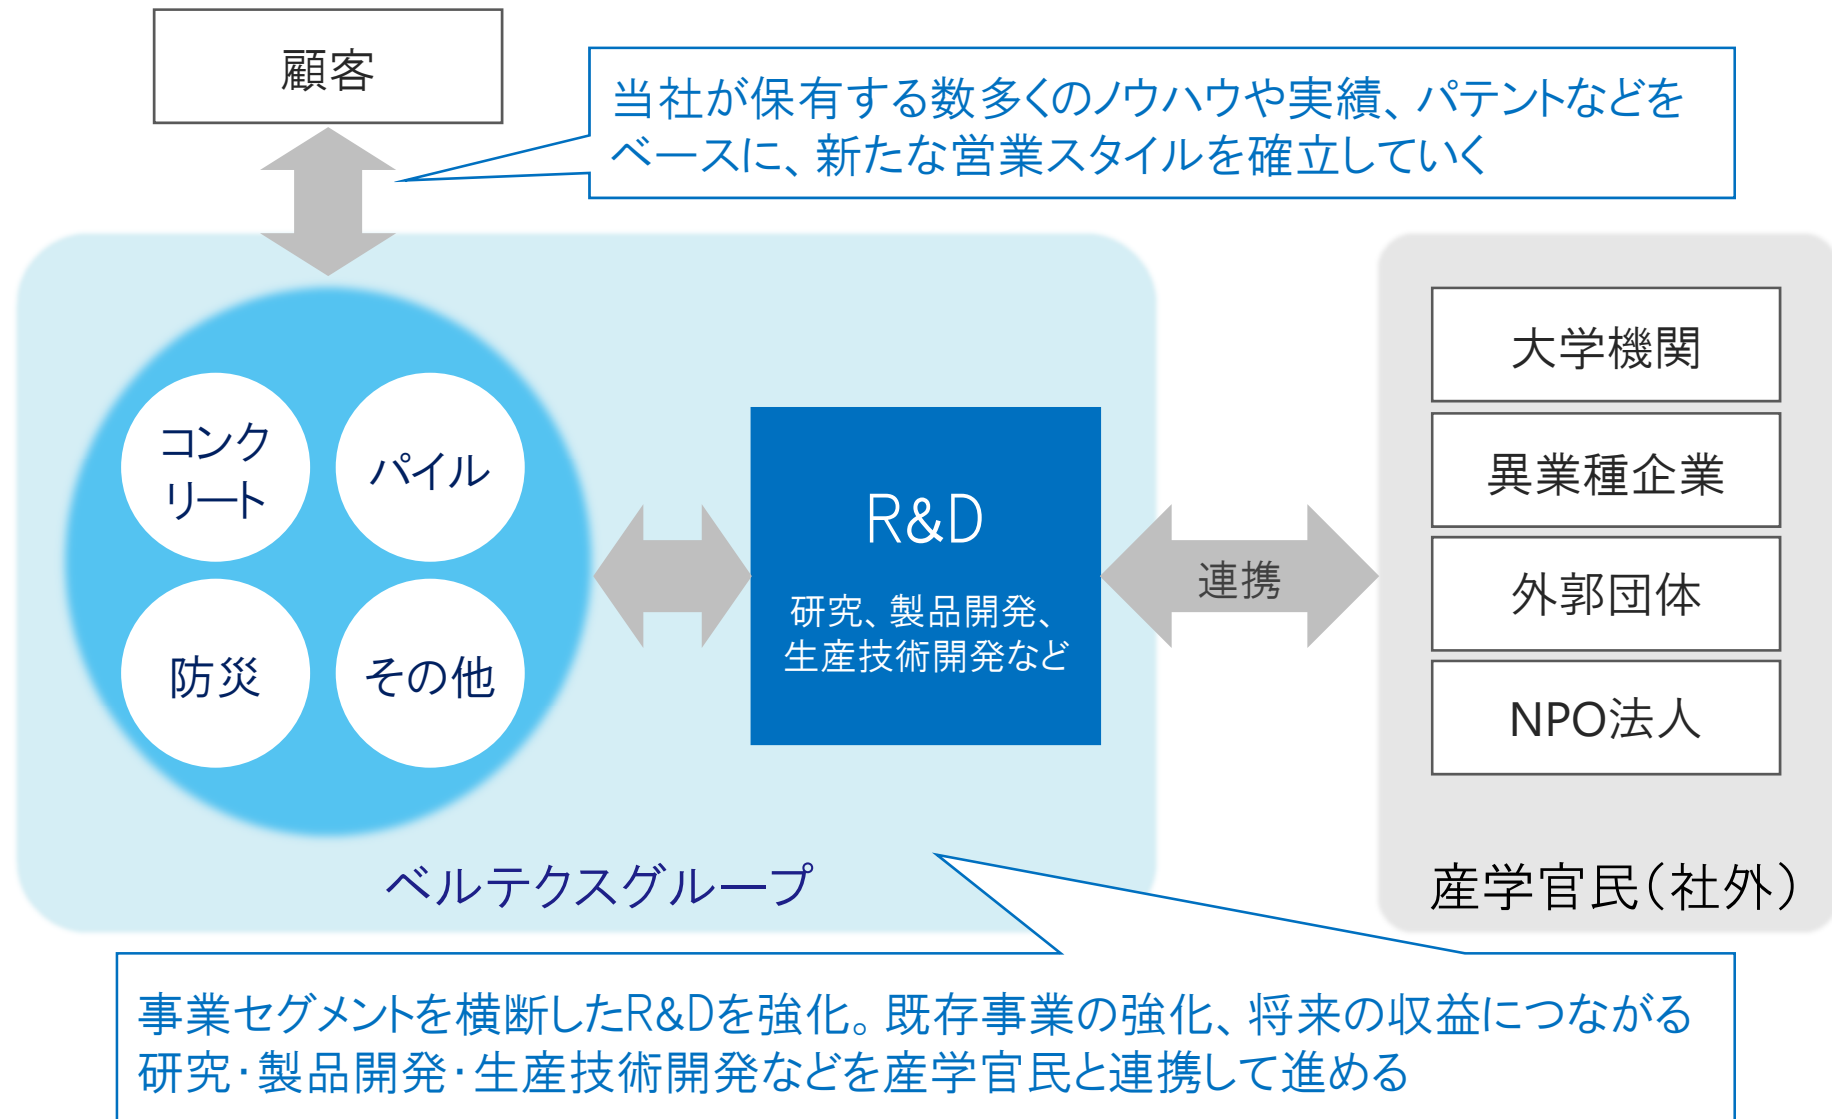 顧客
当社が保有する数多くのノウハウや実績、パテントなどを
ベースに、新たな営業スタイルを確立していく
コンク
リート
パイル
防災
その他
R&D
研究、製品開発、
生産技術開発など
連携
大学機関
異業種企業
外郭団体
NPO法人
ベルテクスグループ
産学官民（社外）
事業セグメントを横断したR&Dを強化。既存事業の強化、将来の収益につながる
研究・製品開発・生産技術開発などを産学官民と連携して進める